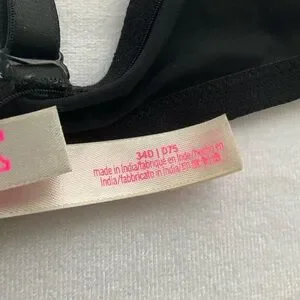 34D | D75
made in India/fabriqué en Inde/hecho en
India/fabbricato in India/